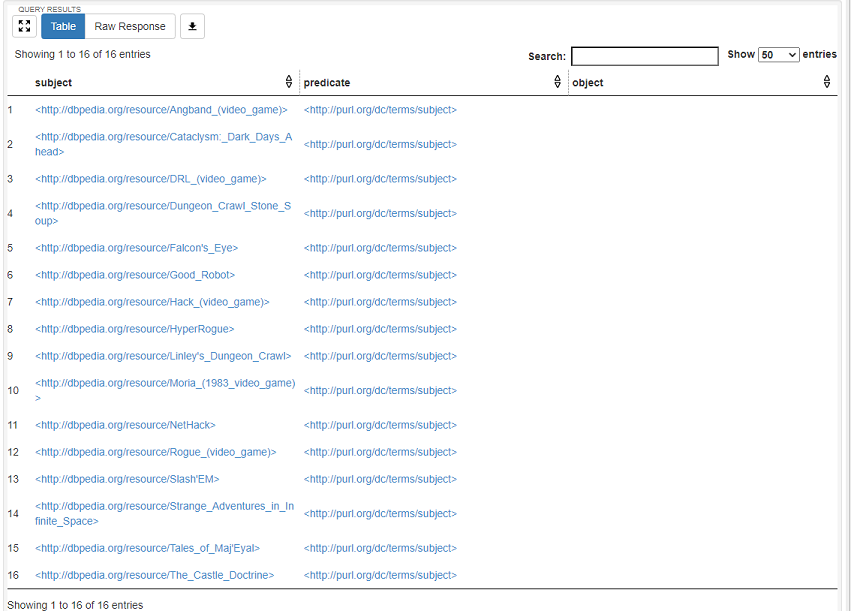 QUERY RESULTS
Table Raw Response
Showing 1 to 16 of 16 entries
Search: Show 50 entries
subject predicate object
1 <http://dbpedia.org/resource/Angband_(video_game)> <http://purl.org/dc/terms/subject>
<http://dbpedia.org/resource/Cataclysm:_Dark_Days_A
2 <http://purl.org/dc/terms/subject>
head>
3 <http://dbpedia.org/resource/DRL_(video_game)> <http://purl.org/dc/terms/subject>
<http://dbpedia.org/resource/Dungeon_Crawl_Stone_S
4 <http://purl.org/dc/terms/subject>
oup>
5 <http://dbpedia.org/resource/Falcon's_Eye> <http://purl.org/dc/terms/subject>
6 <http://dbpedia.org/resource/Good_Robot> <http://purl.org/dc/terms/subject>
7 <http://dbpedia.org/resource/Hack_(video_game)> <http://purl.org/dc/terms/subject>
8 <http://dbpedia.org/resource/HyperRogue> <http://purl.org/dc/terms/subject>
9 <http://dbpedia.org/resource/Linley's_Dungeon_Crawl> <http://purl.org/dc/terms/subject>
<http://dbpedia.org/resource/Moria_(1983_video_game)
10 <http://purl.org/dc/terms/subject>
>
11 <http://dbpedia.org/resource/NetHack> <http://purl.org/dc/terms/subject>
12 <http://dbpedia.org/resource/Rogue_(video_game)> <http://purl.org/dc/terms/subject>
13 <http://dbpedia.org/resource/Slash'EM> <http://purl.org/dc/terms/subject>
<http://dbpedia.org/resource/Strange_Adventures_in_In
14 <http://purl.org/dc/terms/subject>
finite_Space>
15 <http://dbpedia.org/resource/Tales_of_Maj'Eyal> <http://purl.org/dc/terms/subject>
16 <http://dbpedia.org/resource/The_Castle_Doctrine> <http://purl.org/dc/terms/subject>
Showing 1 to 16 of 16 entries